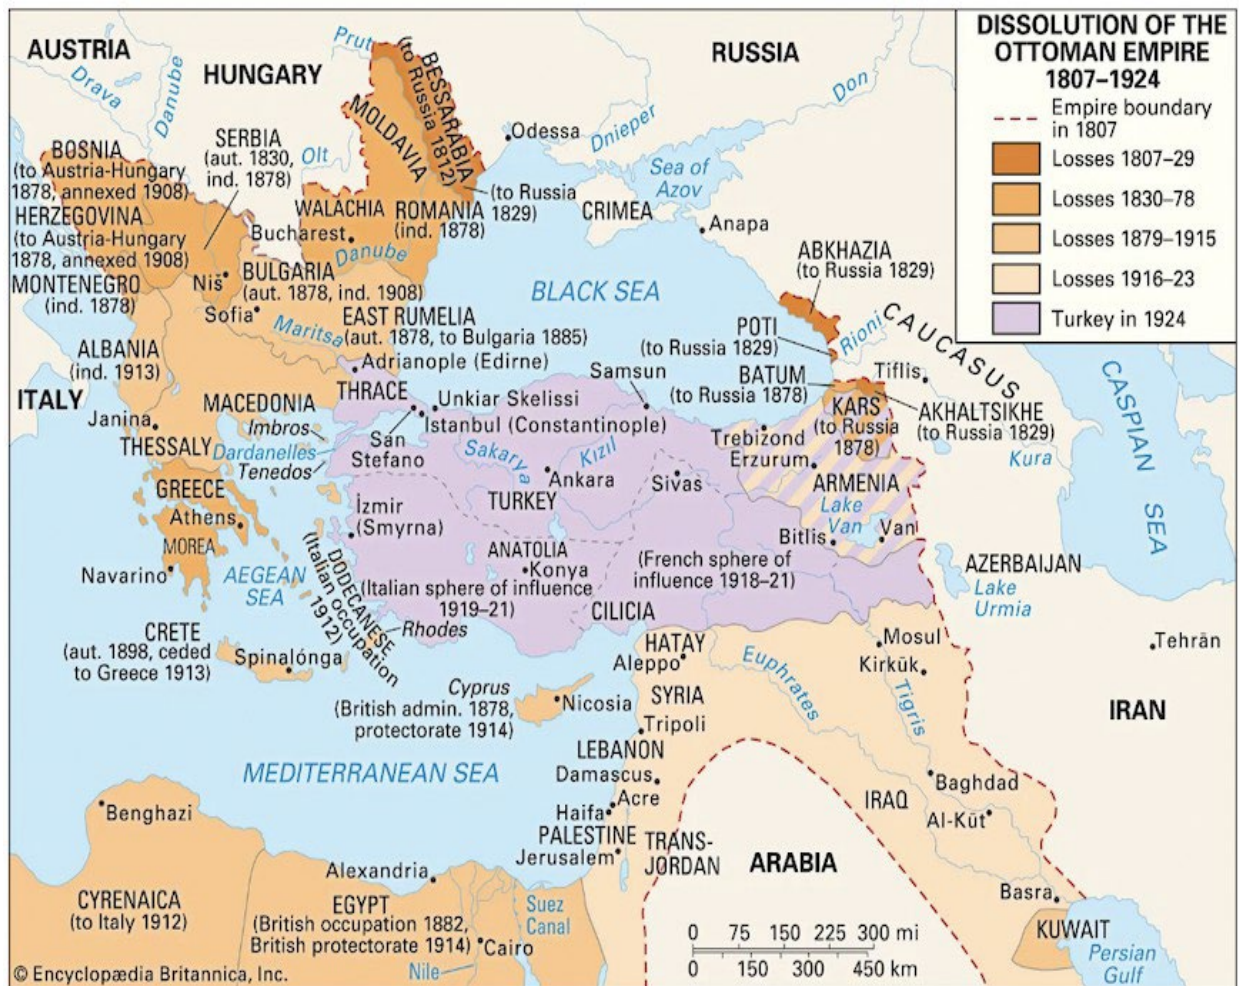 DISSOLUTION OF THE
OTTOMAN EMPIRE
1807–1924
Empire boundary
in 1807
Losses 1807–29
Losses 1830–78
Losses 1879–1915
Losses 1916–23
Turkey in 1924
AUSTRIA
HUNGARY
RUSSIA
Drava
Danube
Prut
Olt
Dnieper
Don
BESSARABIA
(to Russia 1812)
MOLDAVIA
Odessa
Sea of
Azov
SERBIA
(aut. 1830,
ind. 1878)
BOSNIA
(to Austria-Hungary
1878, annexed 1908)
HERZEGOVINA
(to Austria-Hungary
1878, annexed 1908)
MONTENEGRO
(ind. 1878)
WALACHIA
ROMANIA
(ind. 1878)
(to Russia
1829)
CRIMEA
Anapa
Bucharest
Danube
Niš
BULGARIA
(aut. 1878, ind. 1908)
Sofia
Maritsa
EAST RUMELIA
(aut. 1878, to Bulgaria 1885)
BLACK SEA
ABKHAZIA
(to Russia 1829)
POTI
(to Russia 1829)
Rioni
CAUCASUS
BATUM
(to Russia 1878)
Tiflis
AKHALTSIKHE
(to Russia 1829)
KARS
(to Russia
1878)
Kura
CASPIAN SEA
ALBANIA
(ind. 1913)
ITALY
Adrianople (Edirne)
THRACE
Samsun
Unkiar Skelissi
Istanbul (Constantinople)
San
Stefano
Janina
MACEDONIA
Imbros
Dardanelles
Tenedos
THESSALY
GREECE
Athens
MOREA
Navarino
AEGEAN
SEA
Sakarya
Kızıl
Ankara
Sivas
TURKEY
Trebizond
Erzurum
ARMENIA
Lake
Van
Van
Bitlis
İzmir
(Smyrna)
ANATOLIA
Konya
(Italian sphere of influence
1919–21)
(French sphere of
influence 1918–21)
CILICIA
AZERBAIJAN
Lake
Urmia
DODECANESE
(Italian occupation
1912)
Rhodes
CRETE
(aut. 1898, ceded
to Greece 1913)
Spinalónga
Cyprus
(British admin. 1878,
protectorate 1914)
Nicosia
HATAY
Aleppo
SYRIA
Tripoli
LEBANON
Damascus
Acre
Haifa
PALESTINE
Jerusalem
TRANS-
JORDAN
Euphrates
Tigris
Mosul
Kirkūk
Tehrān
IRAN
Baghdad
IRAQ
Al-Kūt
Basra
KUWAIT
Persian
Gulf
ARABIA
MEDITERRANEAN SEA
Benghazi
CYRENAICA
(to Italy 1912)
Alexandria
EGYPT
(British occupation 1882,
British protectorate 1914)
Cairo
Suez
Canal
Nile
0 75 150 225 300 mi
0 150 300 450 km
© Encyclopædia Britannica, Inc.